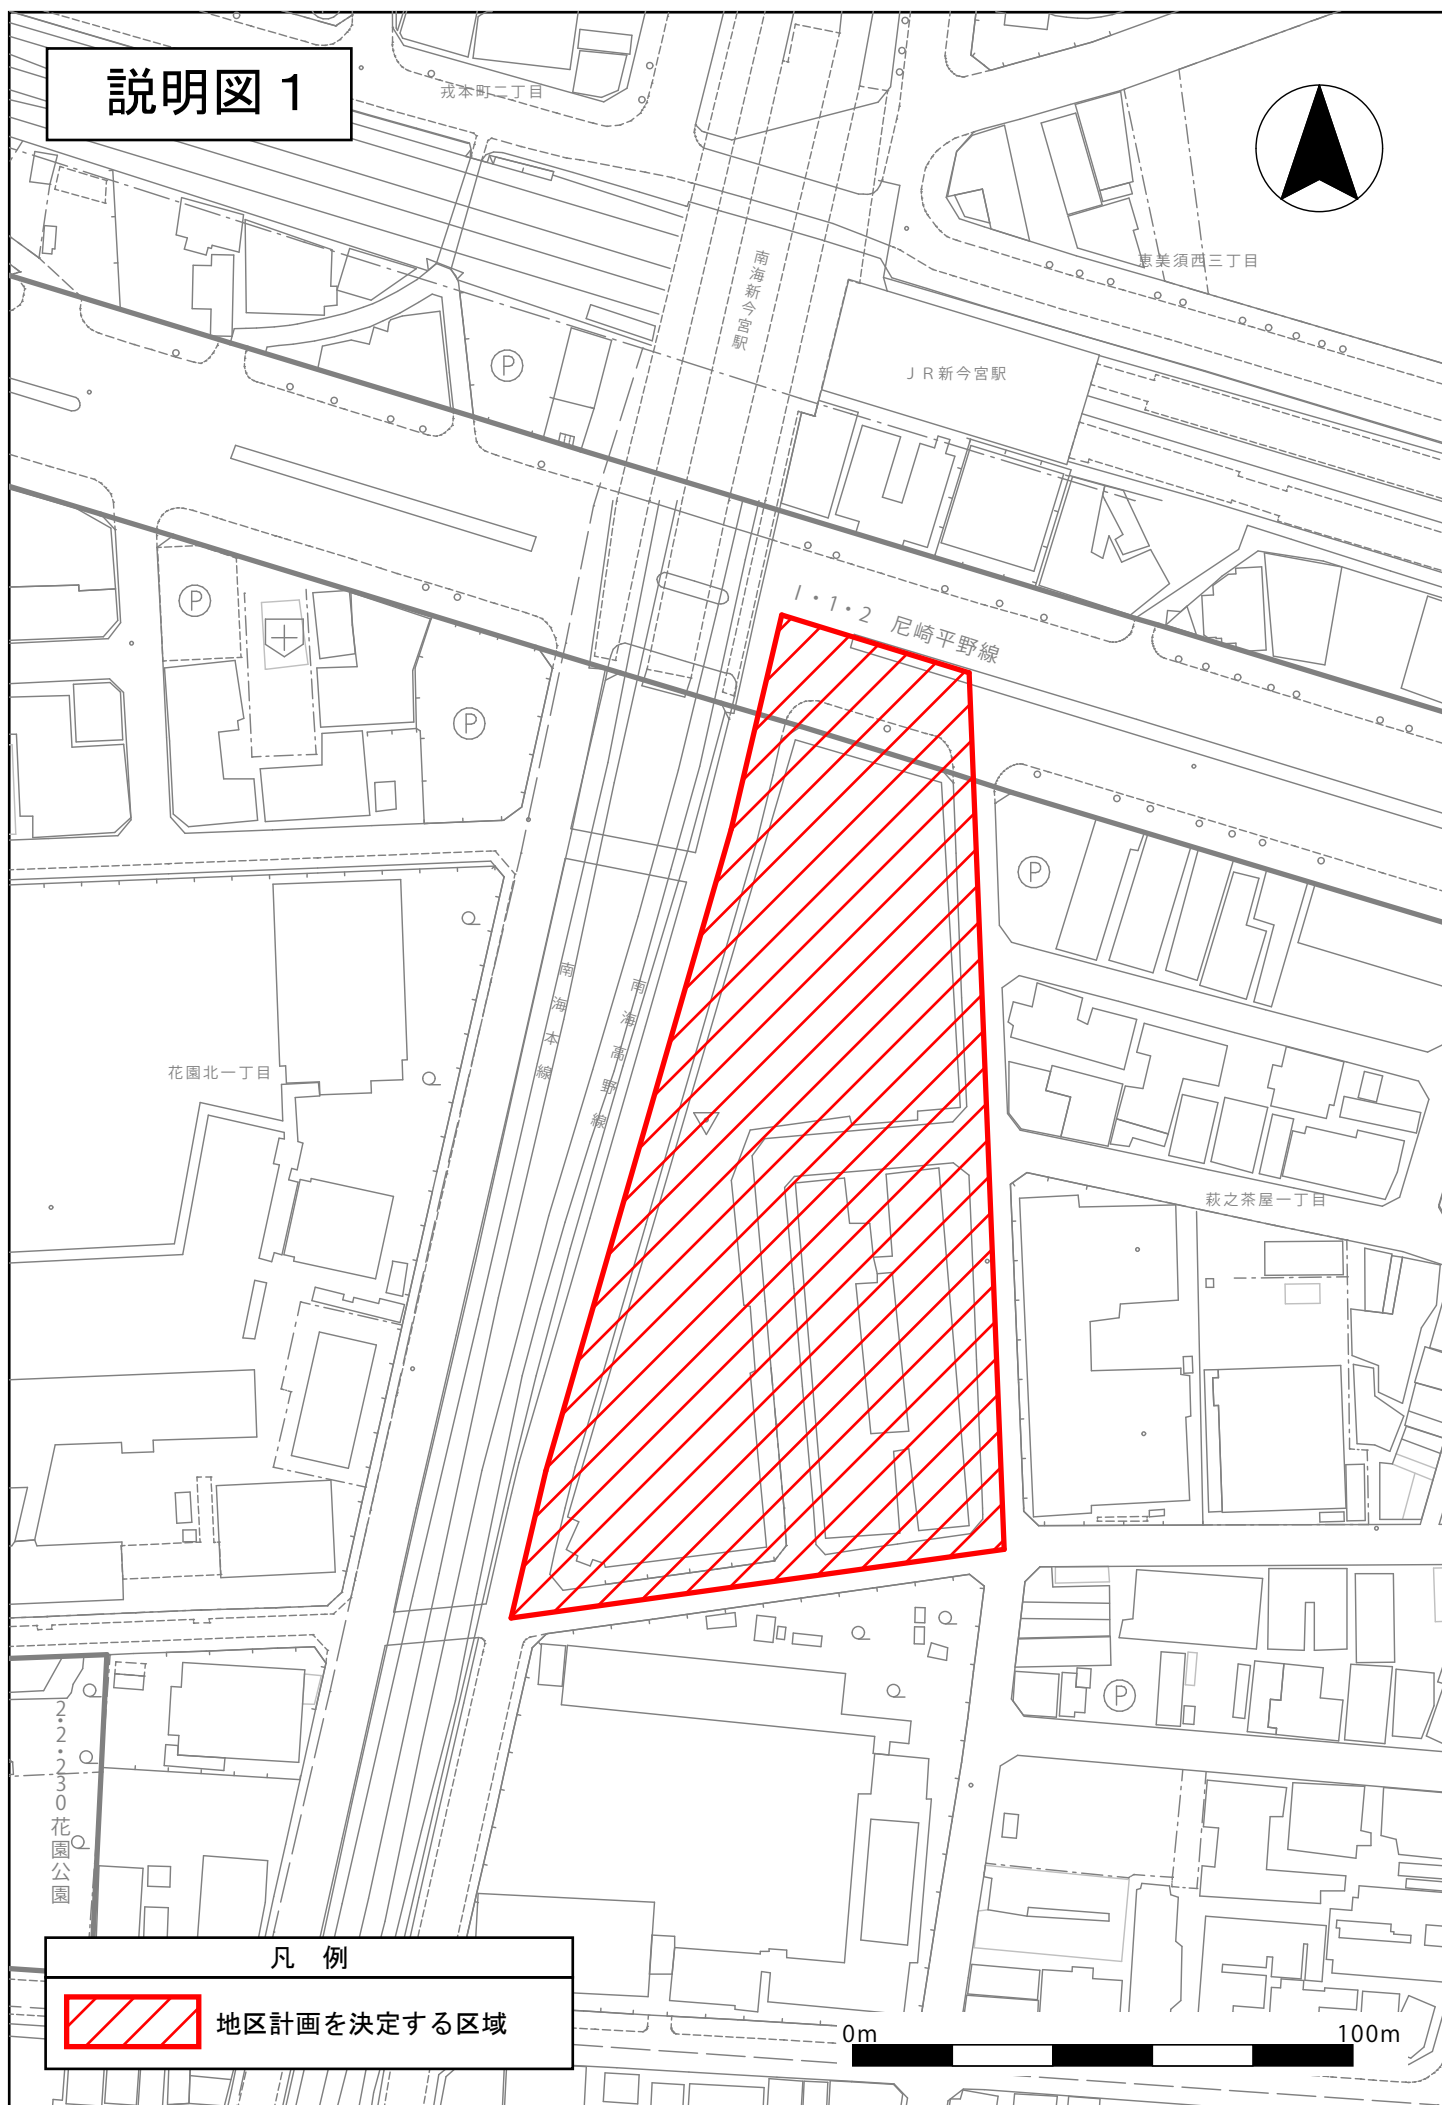 説明図１
戎本町二丁目
恵美須西三丁目
南海新今宮駅
ＪＲ新今宮駅
P
1・1・2 尼崎平野線
P
P
P
南海本線
南海高野線
花園北一丁目
萩之茶屋一丁目
P
2・2・230花園公園
凡 例
地区計画を決定する区域
0m
100m